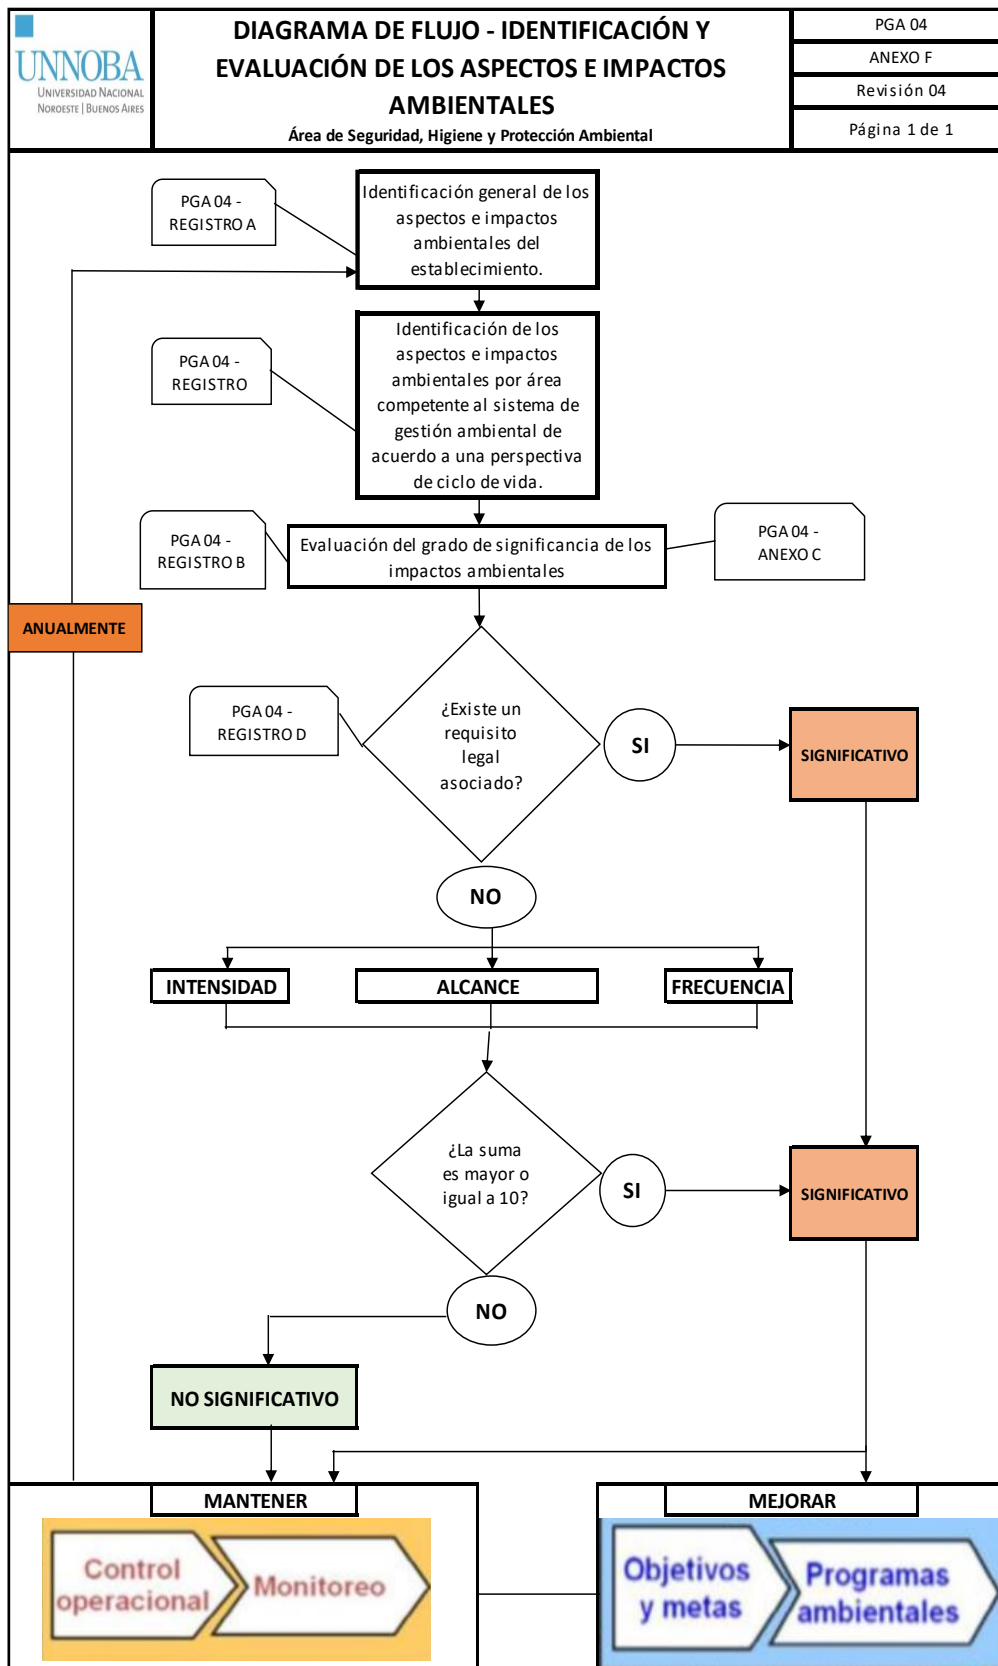 UNNOBA
UNIVERSIDAD NACIONAL
NOROESTE | BUENOS AIRES
DIAGRAMA DE FLUJO - IDENTIFICACIÓN Y
EVALUACIÓN DE LOS ASPECTOS E IMPACTOS
AMBIENTALES
Área de Seguridad, Higiene y Protección Ambiental
PGA 04
ANEXO F
Revisión 04
Página 1 de 1
PGA 04 -
REGISTRO A
Identificación general de los
aspectos e impactos
ambientales del
establecimiento.
PGA 04 -
REGISTRO
Identificación de los
aspectos e impactos
ambientales por área
competente al sistema de
gestión ambiental de
acuerdo a una perspectiva
de ciclo de vida.
PGA 04 -
REGISTRO B
Evaluación del grado de significancia de los
impactos ambientales
PGA 04 -
ANEXO C
ANUALMENTE
PGA 04 -
REGISTRO D
¿Existe un
requisito
legal
asociado?
SI
SIGNIFICATIVO
NO
INTENSIDAD
ALCANCE
FRECUENCIA
¿La suma
es mayor o
igual a 10?
SI
SIGNIFICATIVO
NO
NO SIGNIFICATIVO
MANTENER
MEJORAR
Control
operacional
Monitoreo
Objetivos
y metas
Programas
ambientales